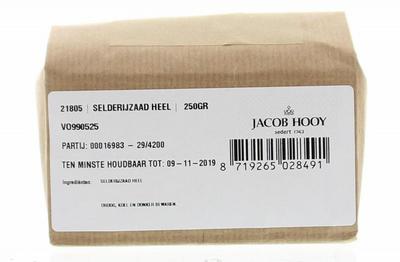 21805 | SELDERIJZAAD HEEL | 250GR
VO990525
PARTIJ: 00016983 - 29/4200
TEN MINSTE HOUDBAAR TOT: 09-11-2019
Ingrediënten: SELDERIJZAAD HEEL
DROOG, KOEL EN DONKER BEWAREN.
JACOB HOOY
sedert 1743
8 719265 028491